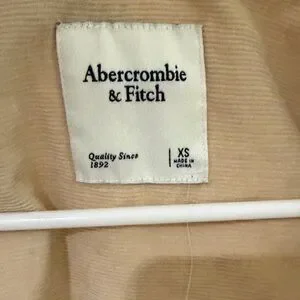 Abercrombie
& Fitch
Quality Since
1892
XS
MADE IN
CHINA